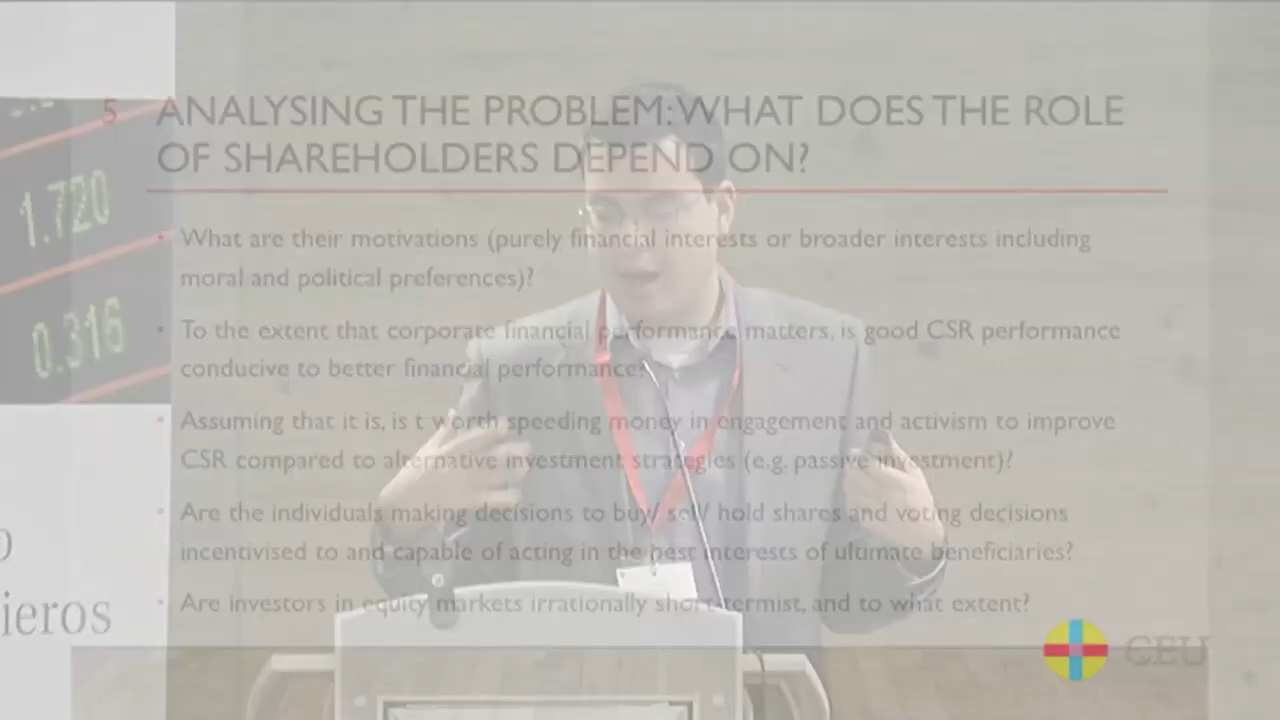 5 ANALYSING THE PROBLEM: WHAT DOES THE ROLE
OF SHAREHOLDERS DEPEND ON?
1.720
0.316
• What are their motivations (purely financial interests or broader interests including
moral and political preferences)?
• To the extent that corporate financial performance matters, is good CSR performance
conducive to better financial performance?
• Assuming that it is, is t worth speeding money in engagement and activism to improve
CSR compared to alternative investment strategies (e.g. passive investment)?
• Are the individuals making decisions to buy/ sell/ hold shares and voting decisions
incentivised to and capable of acting in the best interests of ultimate beneficiaries?
• Are investors in equity markets irrationally short-termist, and to what extent?
ieros
CEU